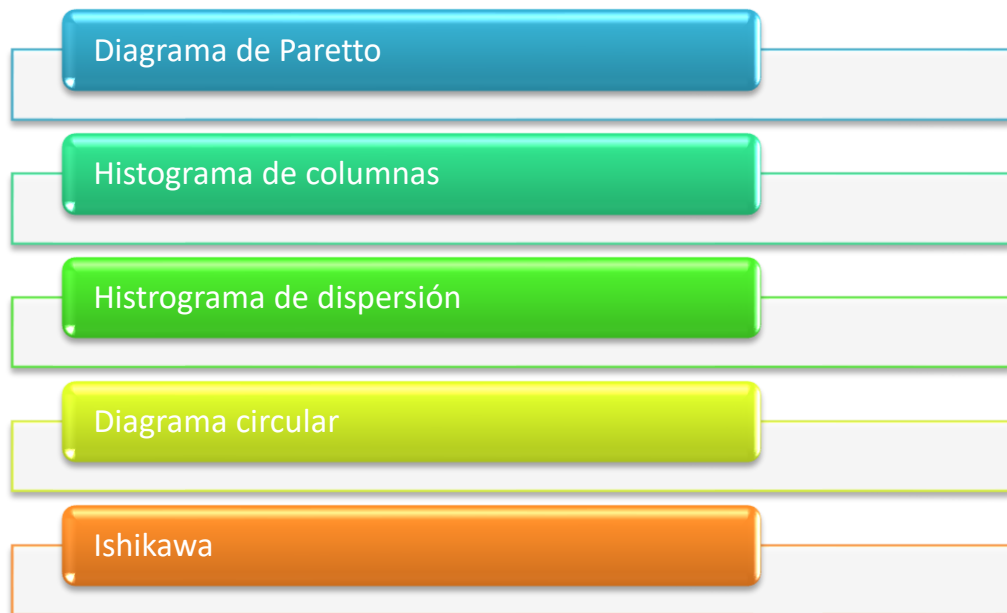 Diagrama de Paretto
Histograma de columnas
Histrograma de dispersión
Diagrama circular
Ishikawa